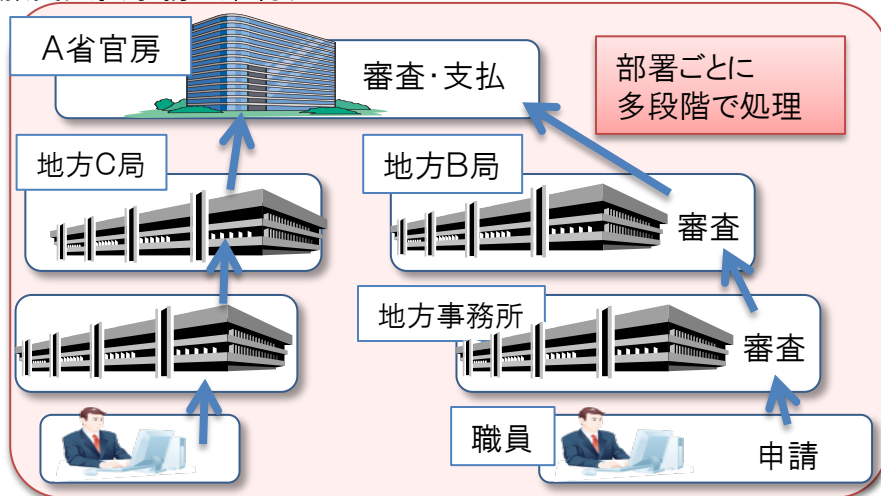 A省官房
審査・支払
部署ごとに
多段階で処理
地方C局
地方B局
審査
地方事務所
審査
職員
申請